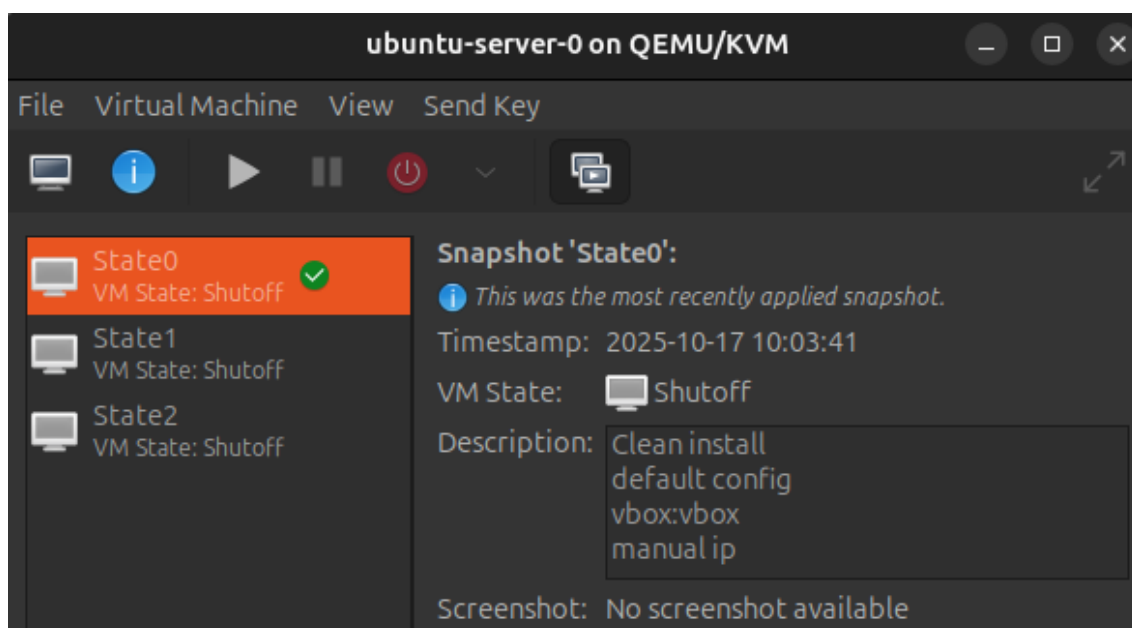 ubuntu-server-0 on QEMU/KVM
File Virtual Machine View Send Key
State0
VM State: Shutoff
State1
VM State: Shutoff
State2
VM State: Shutoff
Snapshot 'State0':
This was the most recently applied snapshot.
Timestamp: 2025-10-17 10:03:41
VM State: Shutoff
Description: Clean install
default config
vbox:vbox
manual ip
Screenshot: No screenshot available